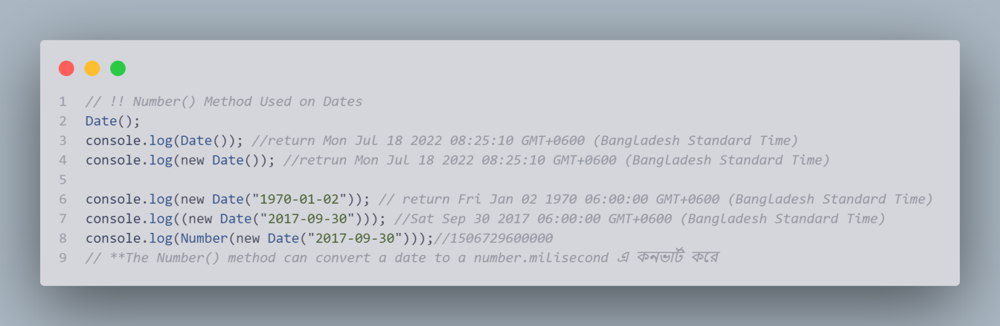 1 // !! Number() Method Used on Dates
2 Date();
3 console.log(Date()); //return Mon Jul 18 2022 08:25:10 GMT+0600 (Bangladesh Standard Time)
4 console.log(new Date()); //retrun Mon Jul 18 2022 08:25:10 GMT+0600 (Bangladesh Standard Time)
5
6 console.log(new Date("1970-01-02")); // return Fri Jan 02 1970 06:00:00 GMT+0600 (Bangladesh Standard Time)
7 console.log((new Date("2017-09-30"))); //Sat Sep 30 2017 06:00:00 GMT+0600 (Bangladesh Standard Time)
8 console.log(Number(new Date("2017-09-30")));//1506729600000
9 // **The Number() method can convert a date to a number.milisecond এ কনভার্ট করে